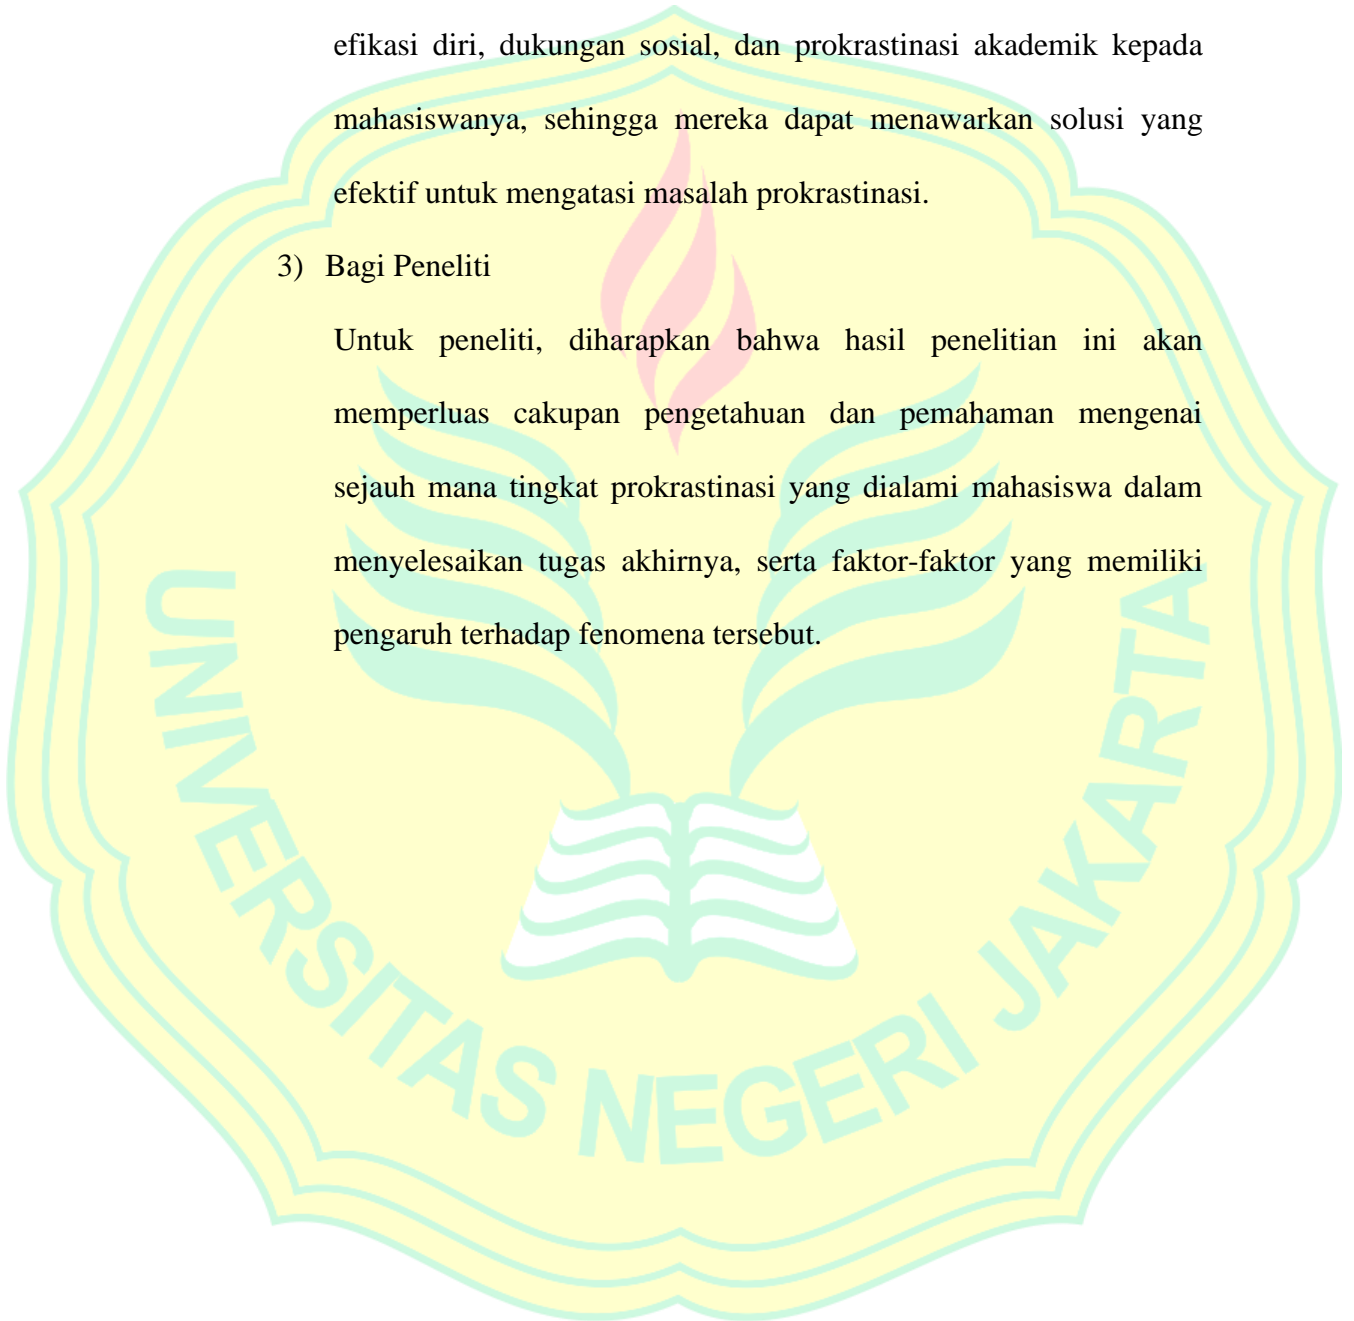 efikasi diri, dukungan sosial, dan prokrastinasi akademik kepada
mahasiswanya, sehingga mereka dapat menawarkan solusi yang
efektif untuk mengatasi masalah prokrastinasi.
3) Bagi Peneliti
Untuk peneliti, diharapkan bahwa hasil penelitian ini akan
memperluas cakupan pengetahuan dan pemahaman mengenai
sejauh mana tingkat prokrastinasi yang dialami mahasiswa dalam
menyelesaikan tugas akhirnya, serta faktor-faktor yang memiliki
pengaruh terhadap fenomena tersebut.
UNIVERSITAS NEGERI JAKARTA